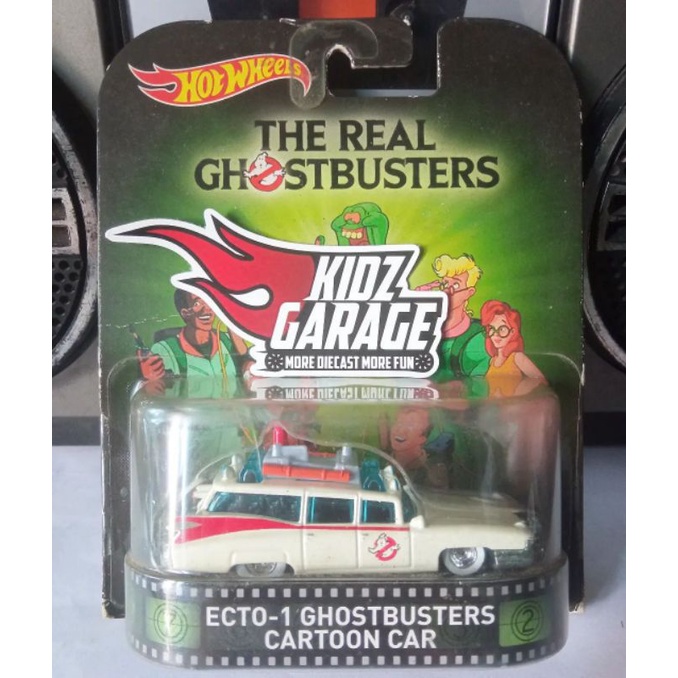 HOT WHEELS
THE REAL
GHOSTBUSTERS
KIDZ
GARAGE
MORE DIECAST MORE FUN
MORE DIECAST MORE FUN
ECTO-1 GHOSTBUSTERS
CARTOON CAR
2
2